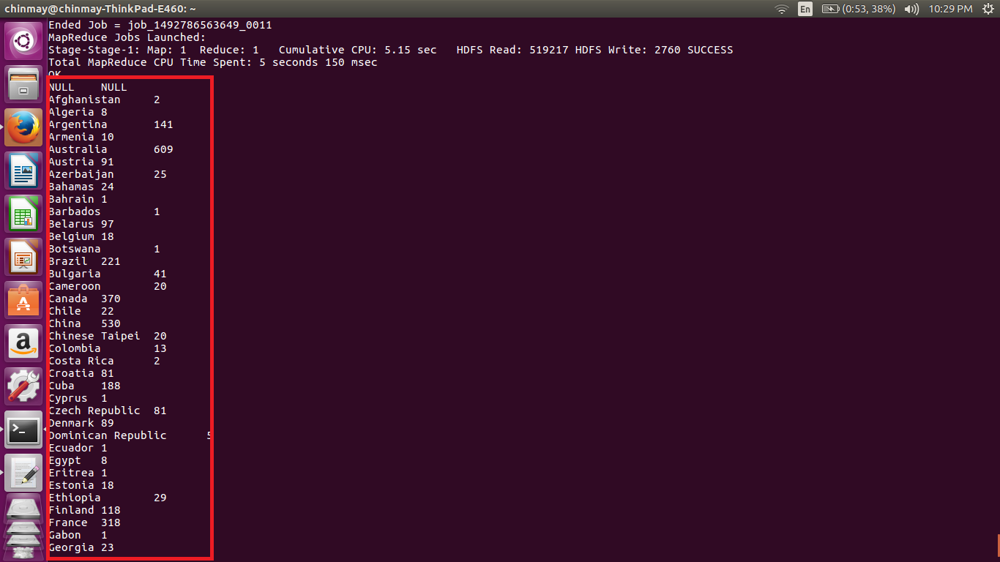 chinmay@chinmay-ThinkPad-E460: ~ En (0:53, 38%) 10:29 PM
Ended Job = job_1492786563649_0011
MapReduce Jobs Launched:
Stage-Stage-1: Map: 1  Reduce: 1   Cumulative CPU: 5.15 sec   HDFS Read: 519217 HDFS Write: 2760 SUCCESS
Total MapReduce CPU Time Spent: 5 seconds 150 msec
OK
NULL    NULL
Afghanistan     2
Algeria 8
Argentina       141
Armenia 10
Australia       609
Austria 91
Azerbaijan      25
Bahamas 24
Bahrain 1
Barbados        1
Belarus 97
Belgium 18
Botswana        1
Brazil  221
Bulgaria        41
Cameroon        20
Canada  370
Chile   22
China   530
Chinese Taipei  20
Colombia        13
Costa Rica      2
Croatia 81
Cuba    188
Cyprus  1
Czech Republic  81
Denmark 89
Dominican Republic      5
Ecuador 1
Egypt   8
Eritrea 1
Estonia 18
Ethiopia        29
Finland 118
France  318
Gabon   1
Georgia 23